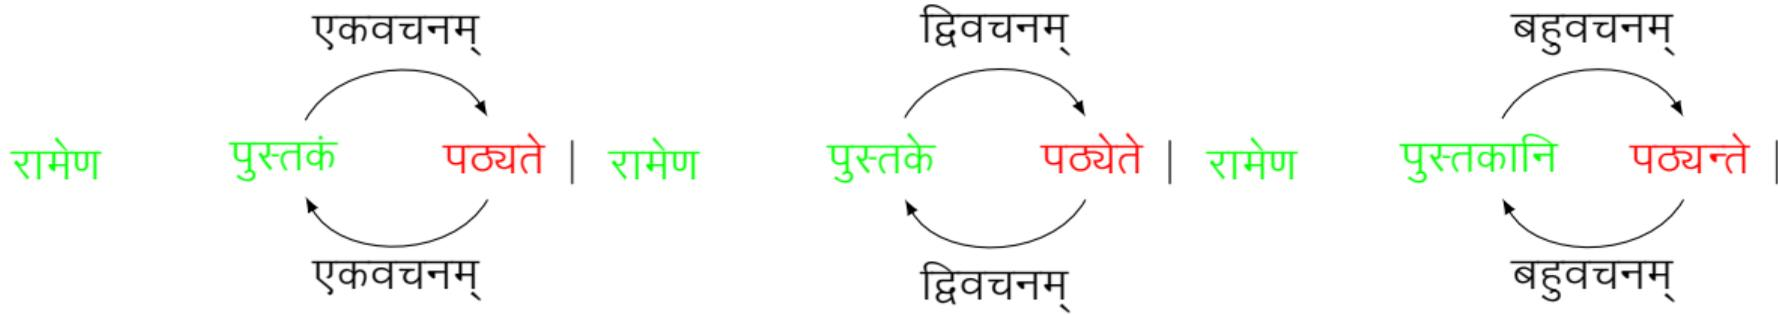 एकवचनम् द्विवचनम् बहुवचनम्
रामेण पुस्तकं पठ्यते | रामेण पुस्तके पठ्येते | रामेण पुस्तकानि पठ्यन्ते |
एकवचनम् द्विवचनम् बहुवचनम्